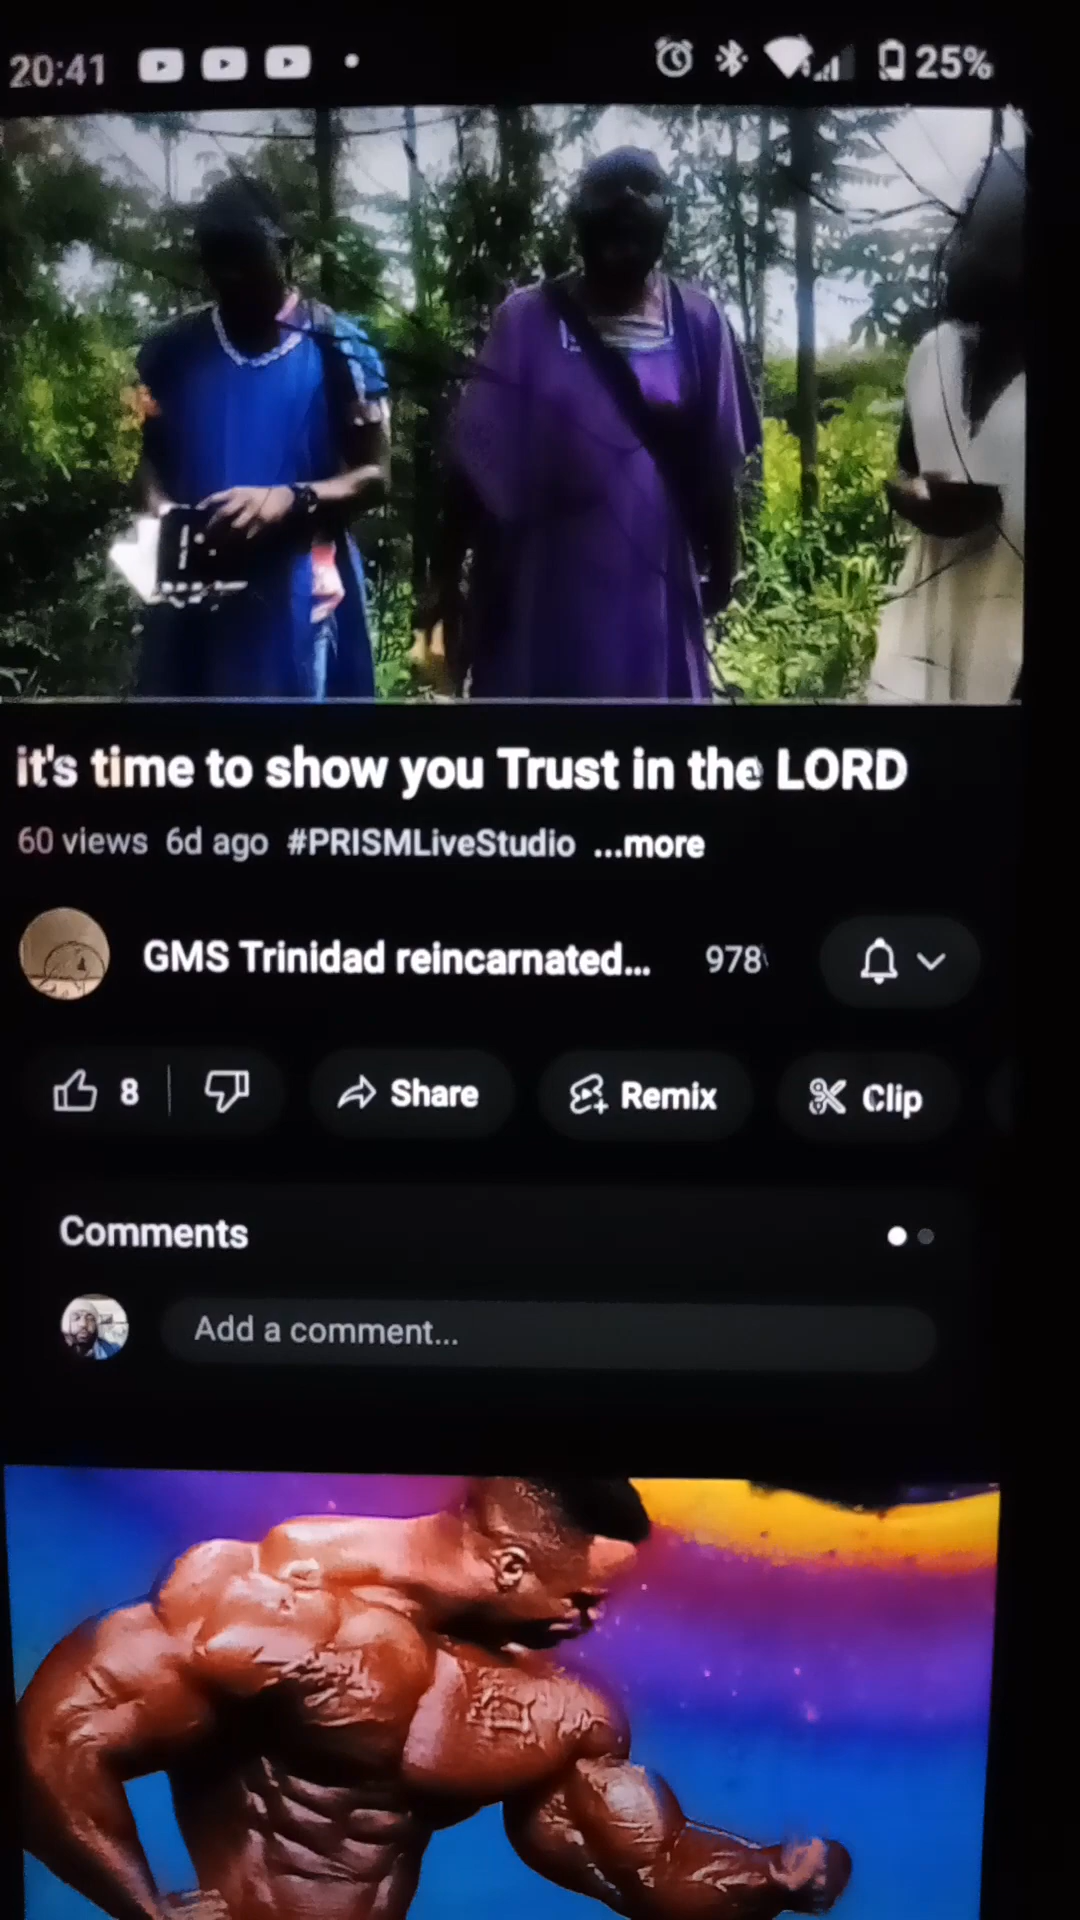 20:41 25%
it's time to show you Trust in the LORD
60 views 6d ago #PRISMLiveStudio ...more
GMS Trinidad reincarnated... 978
8 Share Remix Clip
Comments
Add a comment...